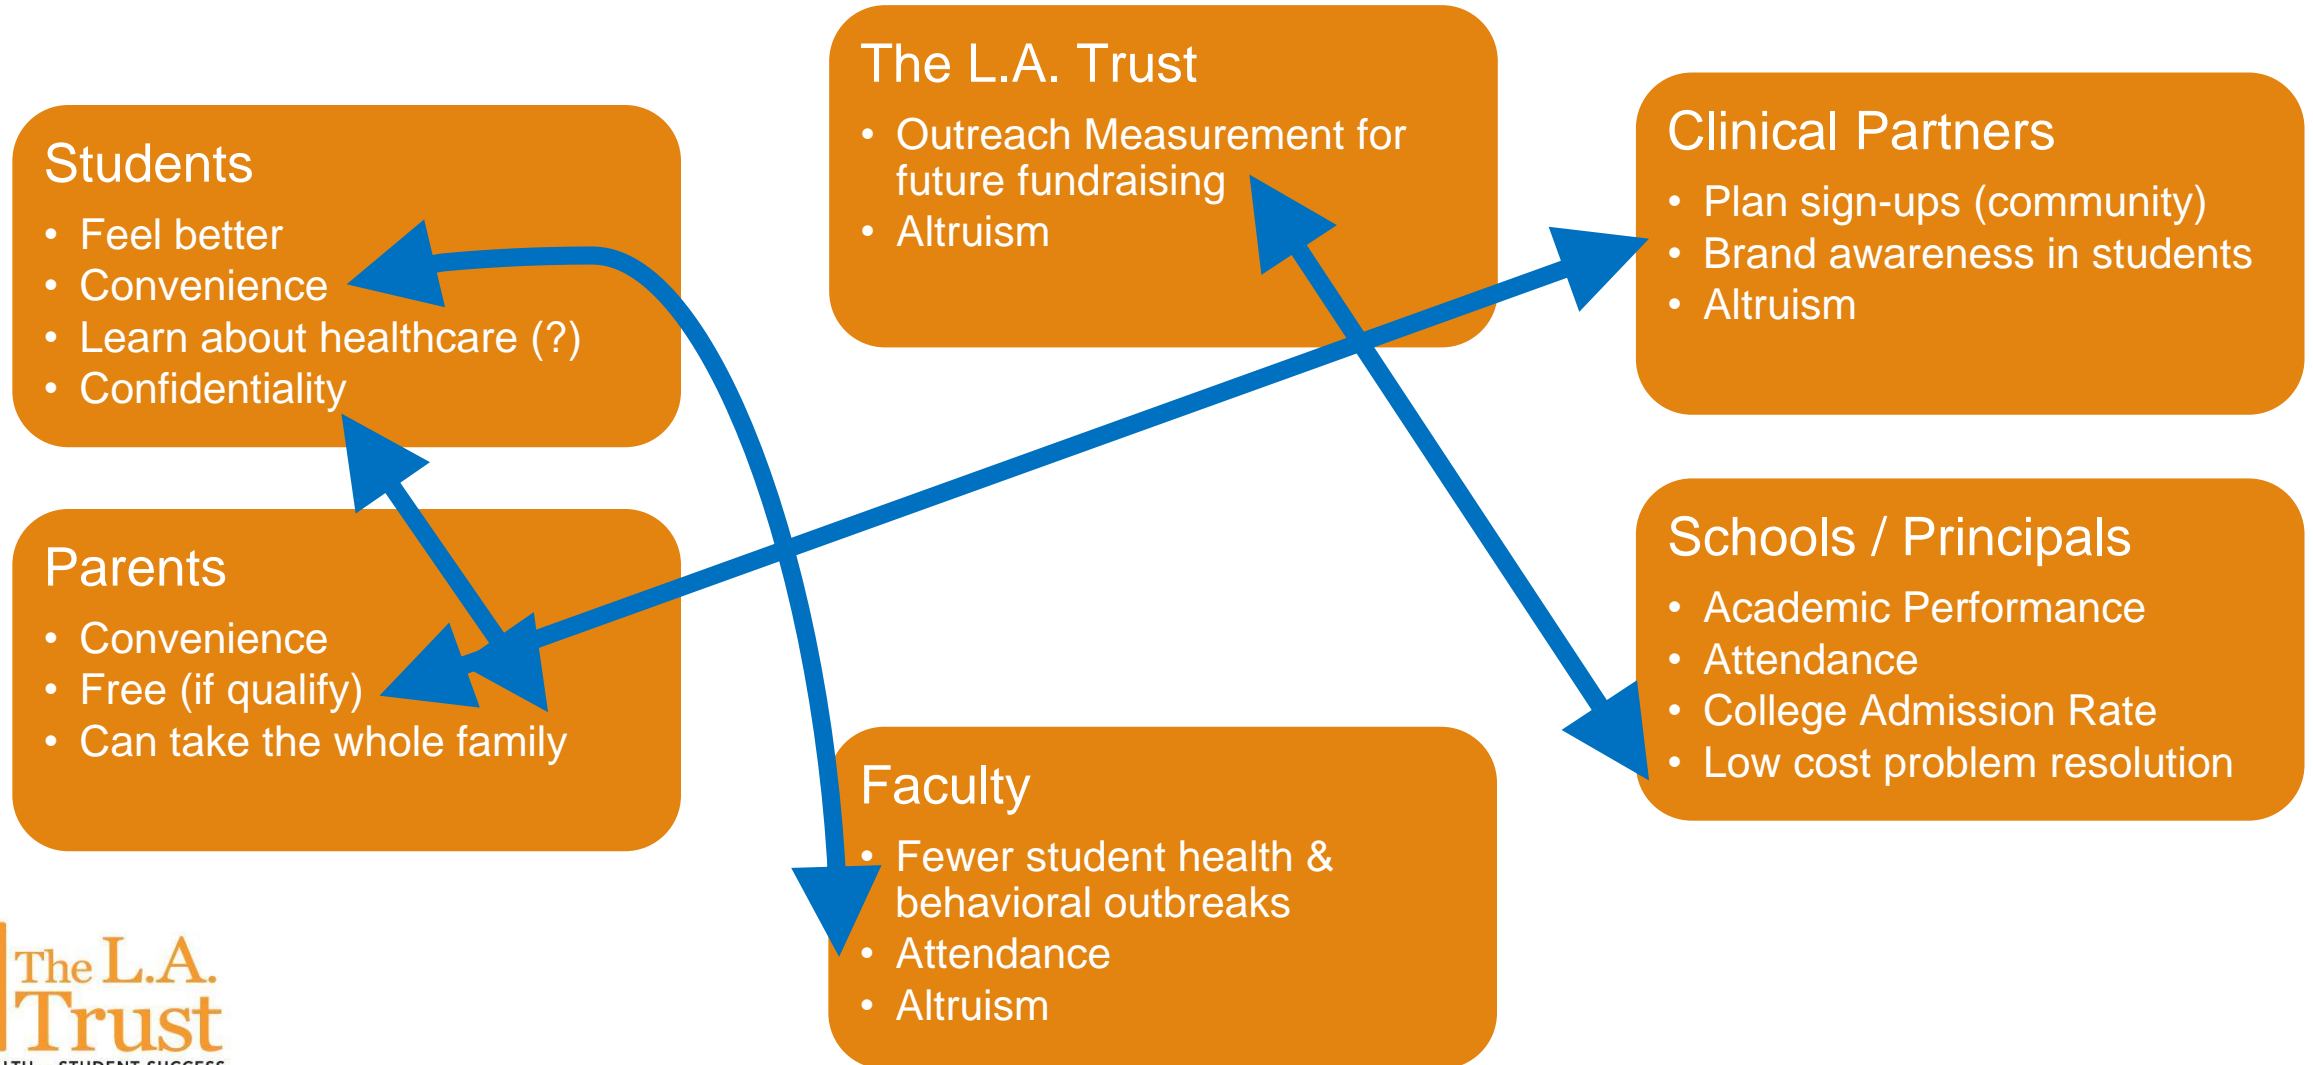 Students
• Feel better
• Convenience
• Learn about healthcare (?)
• Confidentiality
The L.A. Trust
• Outreach Measurement for
future fundraising
• Altruism
Clinical Partners
• Plan sign-ups (community)
• Brand awareness in students
• Altruism
Parents
• Convenience
• Free (if qualify)
• Can take the whole family
Faculty
• Fewer student health &
behavioral outbreaks
• Attendance
• Altruism
Schools / Principals
• Academic Performance
• Attendance
• College Admission Rate
• Low cost problem resolution
The L.A.
Trust
STUDENT SUCCESS